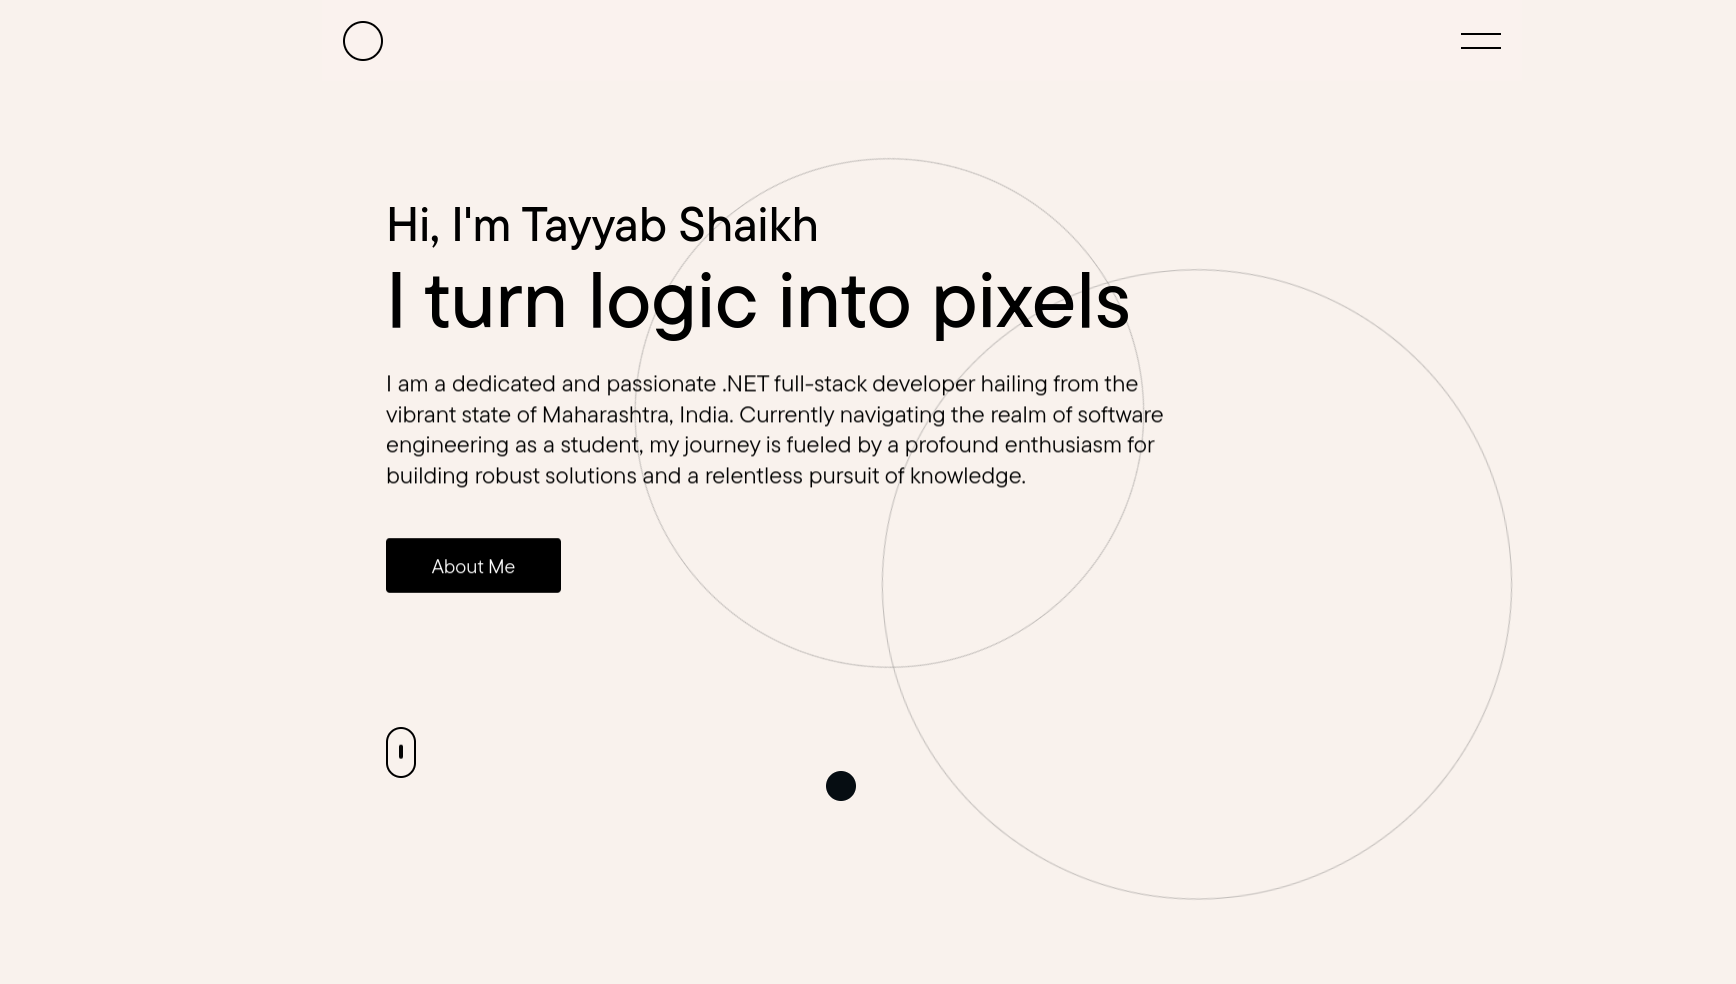 Hi, I'm Tayyab Shaikh
I turn logic into pixels
I am a dedicated and passionate .NET full-stack developer hailing from the
vibrant state of Maharashtra, India. Currently navigating the realm of software
engineering as a student, my journey is fueled by a profound enthusiasm for
building robust solutions and a relentless pursuit of knowledge.
About Me